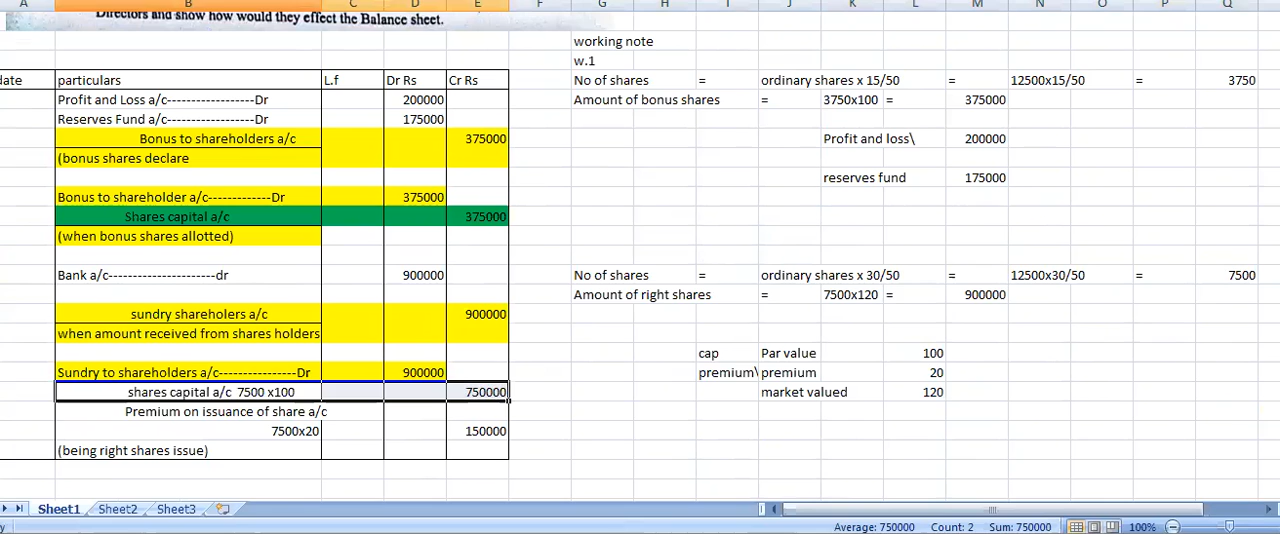 A B C D E F G H I J K L M N O P Q
Directors and show how would they effect the Balance sheet.
working note
w.1
date particulars L.f Dr Rs Cr Rs No of shares = ordinary shares x 15/50 = 12500x15/50 = 3750
Profit and Loss a/c------------------Dr 200000 Amount of bonus shares = 3750x100 = 375000
Reserves Fund a/c------------------Dr 175000
Bonus to shareholders a/c 375000 Profit and loss\ 200000
(bonus shares declare
reserves fund 175000
Bonus to shareholder a/c-------------Dr 375000
Shares capital a/c 375000
(when bonus shares allotted)
Bank a/c----------------------dr 900000 No of shares = ordinary shares x 30/50 = 12500x30/50 = 7500
Amount of right shares = 7500x120 = 900000
sundry shareholers a/c 900000
when amount received from shares holders
cap Par value 100
Sundry to shareholders a/c----------------Dr 900000 premium\ premium 20
shares capital a/c 7500 x100 750000 market valued 120
Premium on issuance of share a/c
7500x20 150000
(being right shares issue)
Sheet1 Sheet2 Sheet3
Average: 750000 Count: 2 Sum: 750000 100%